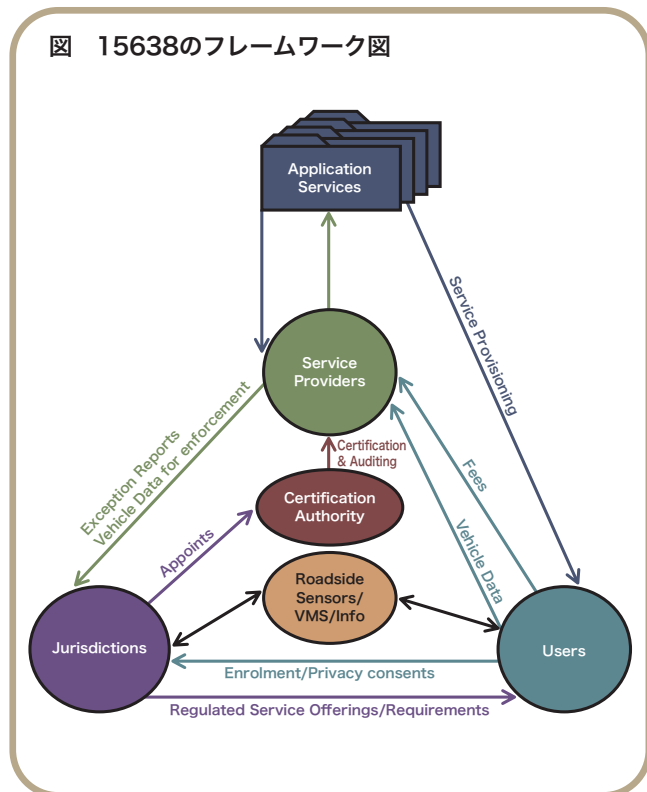 図　15638のフレームワーク図
Application
Services
Service Provisioning
Service
Providers
Exception Reports
Vehicle Data for enforcement
Certification
& Auditing
Fees
Certification
Authority
Vehicle Data
Appoints
Roadside
Sensors/
VMS/Info
Jurisdictions
Users
Enrolment/Privacy consents
Regulated Service Offerings/Requirements